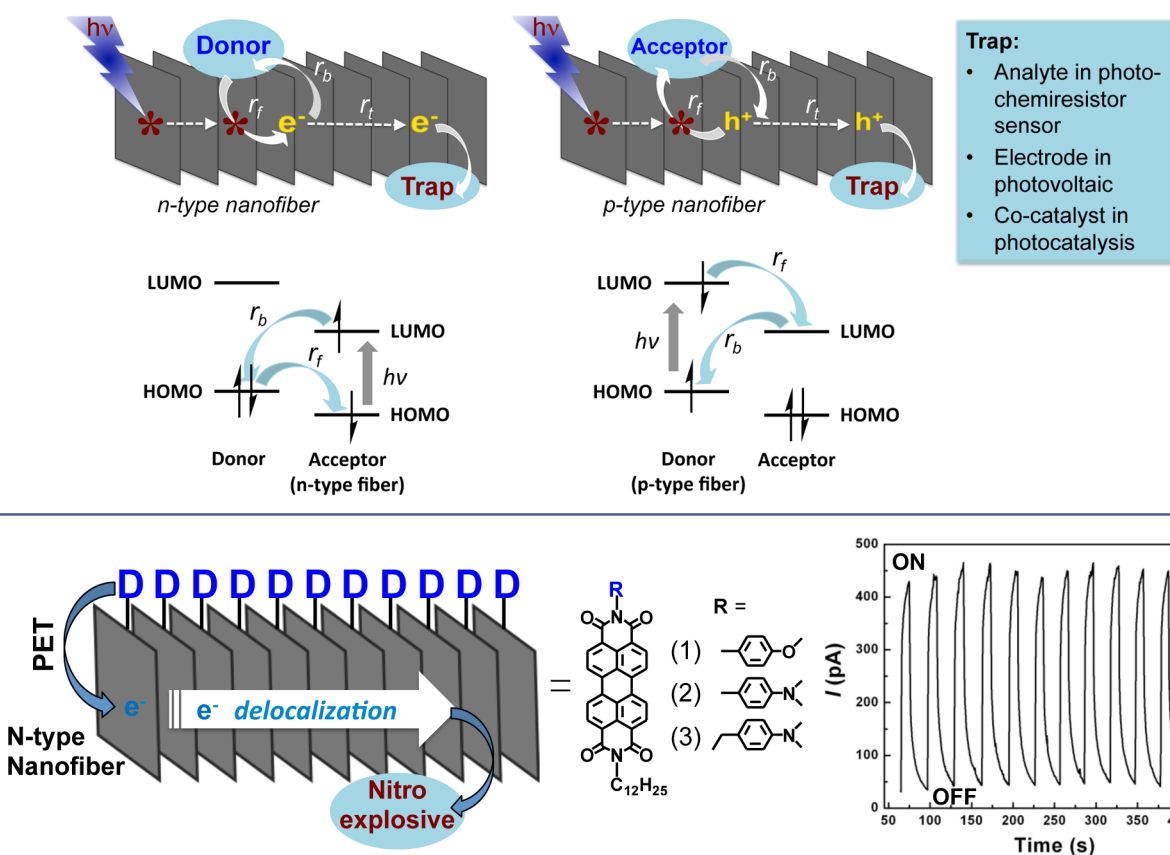 hν
Donor
r_b
r_f
r_t
*
*
e-
e-
Trap
n-type nanofiber
hν
Acceptor
r_b
r_f
r_t
*
*
h+
h+
Trap
p-type nanofiber
Trap:
• Analyte in photo-
chemiresistor
sensor
• Electrode in
photovoltaic
• Co-catalyst in
photocatalysis
LUMO
r_b
LUMO
r_f
hν
HOMO
HOMO
Donor
Acceptor
(n-type fiber)
LUMO
r_f
hν
r_b
LUMO
HOMO
HOMO
Donor
(p-type fiber)
Acceptor
D D D D D D D D D D
PET
e-
e- delocalization
N-type
Nanofiber
Nitro
explosive
=
R
O N O
O N O
C12H25
R =
(1)
O
(2)
N
(3)
N
I (pA)
500
400
300
200
100
0
ON
OFF
50 100 150 200 250 300 350
Time (s)